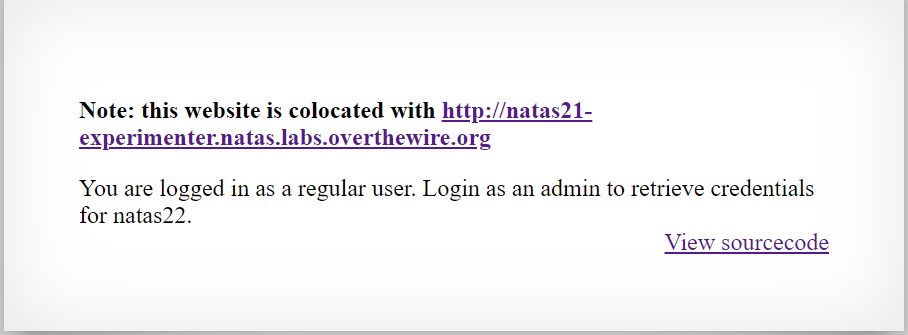 Note: this website is colocated with http://natas21-
experimenter.natas.labs.overthewire.org
You are logged in as a regular user. Login as an admin to retrieve credentials
for natas22.
View sourcecode